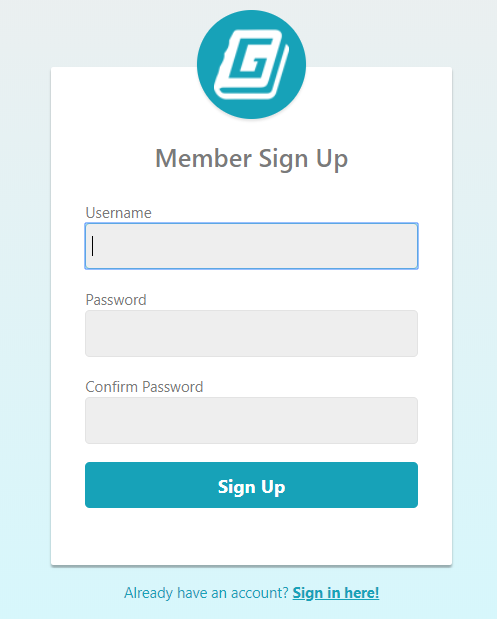 G
Member Sign Up
Username
Password
Confirm Password
Sign Up
Already have an account? Sign in here!